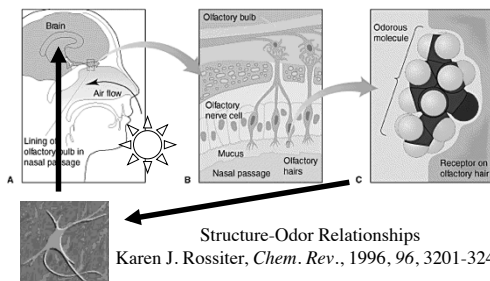 Brain
Air flow
Lining of
olfactory bulb in
nasal passage
A
Olfactory bulb
Olfactory
nerve cell
Mucus
Nasal passage
Olfactory
hairs
B
Odorous
molecule
Receptor on
olfactory hair
C
Structure-Odor Relationships
Karen J. Rossiter, Chem. Rev., 1996, 96, 3201-324